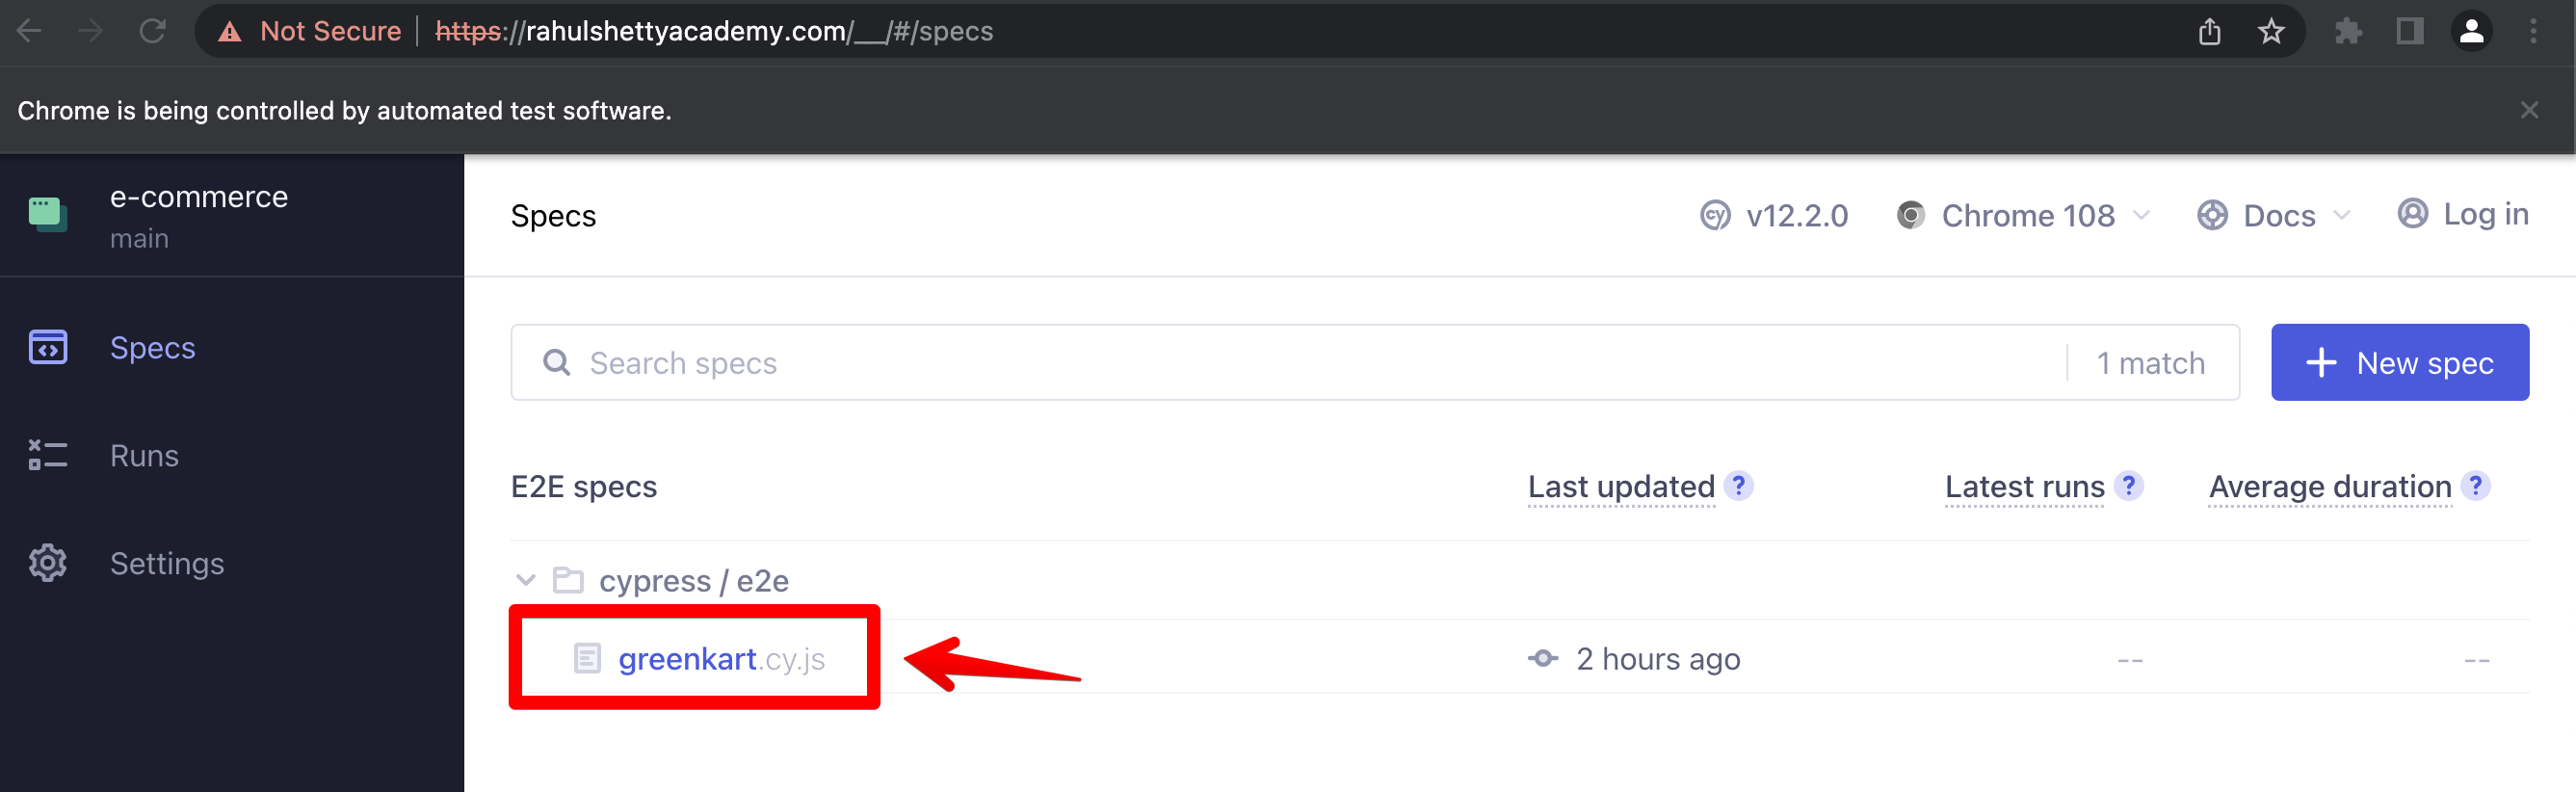 Not Secure https://rahulshettyacademy.com/__/#/specs
Chrome is being controlled by automated test software.
e-commerce
main
Specs
Runs
Settings
Specs
cy v12.2.0 Chrome 108 Docs Log in
Search specs 1 match + New spec
E2E specs Last updated ? Latest runs ? Average duration ?
cypress / e2e
greenkart.cy.js 2 hours ago -- --